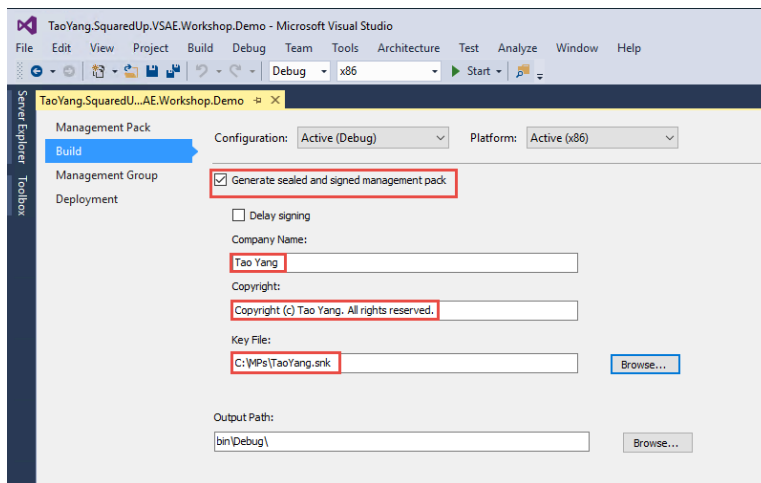 TaoYang.SquaredUp.VSAE.Workshop.Demo - Microsoft Visual Studio
File Edit View Project Build Debug Team Tools Architecture Test Analyze Window Help
Debug x86 Start
Server Explorer
Toolbox
TaoYang.SquaredU...AE.Workshop.Demo
Management Pack
Build
Management Group
Deployment
Configuration: Active (Debug) Platform: Active (x86)
Generate sealed and signed management pack
Delay signing
Company Name:
Tao Yang
Copyright:
Copyright (c) Tao Yang. All rights reserved.
Key File:
C:\MPs\TaoYang.snk Browse...
Output Path:
bin\Debug\ Browse...